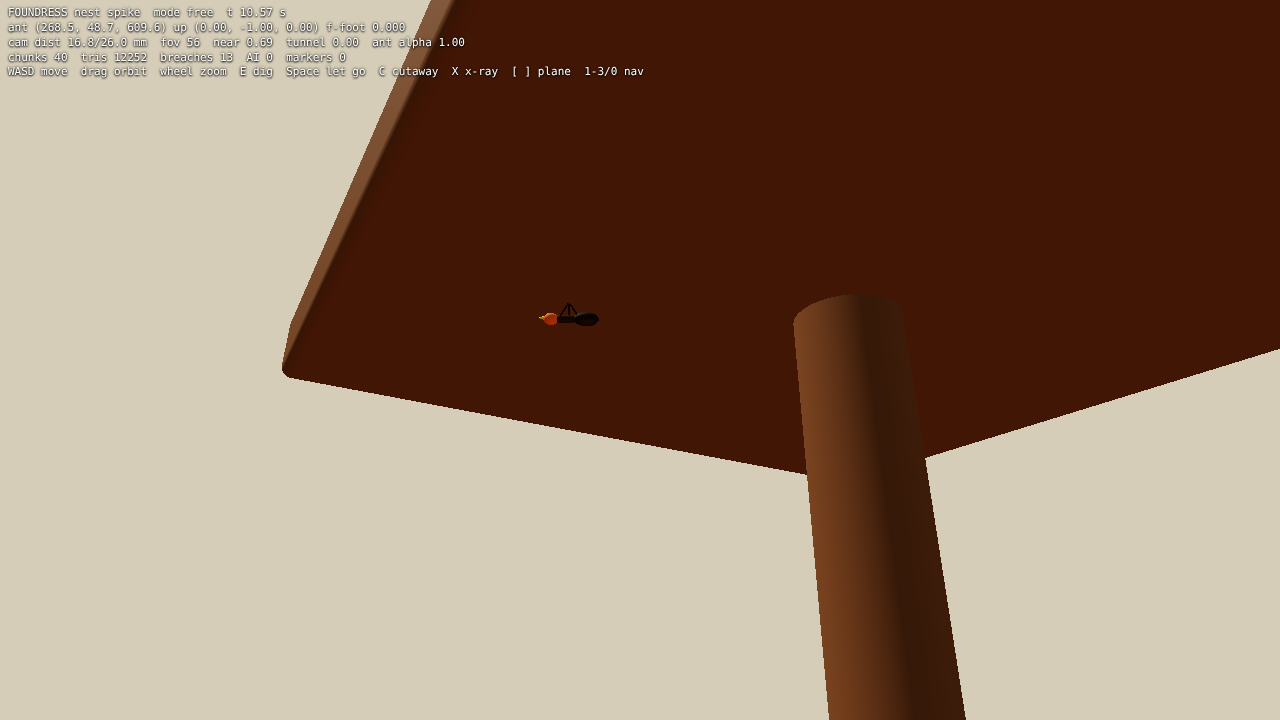 FOUNDRESS nest spike  mode free  t 10.57 s
ant (268.5, 48.7, 609.6) up (0.00, -1.00, 0.00) f-foot 0.000
cam dist 16.8/26.0 mm  fov 56  near 0.69  tunnel 0.00  ant alpha 1.00
chunks 40  tris 12252  breaches 13  AI 0  markers 0
WASD move  drag orbit  wheel zoom  E dig  Space let go  C cutaway  X x-ray  [ ] plane  1-3/0 nav